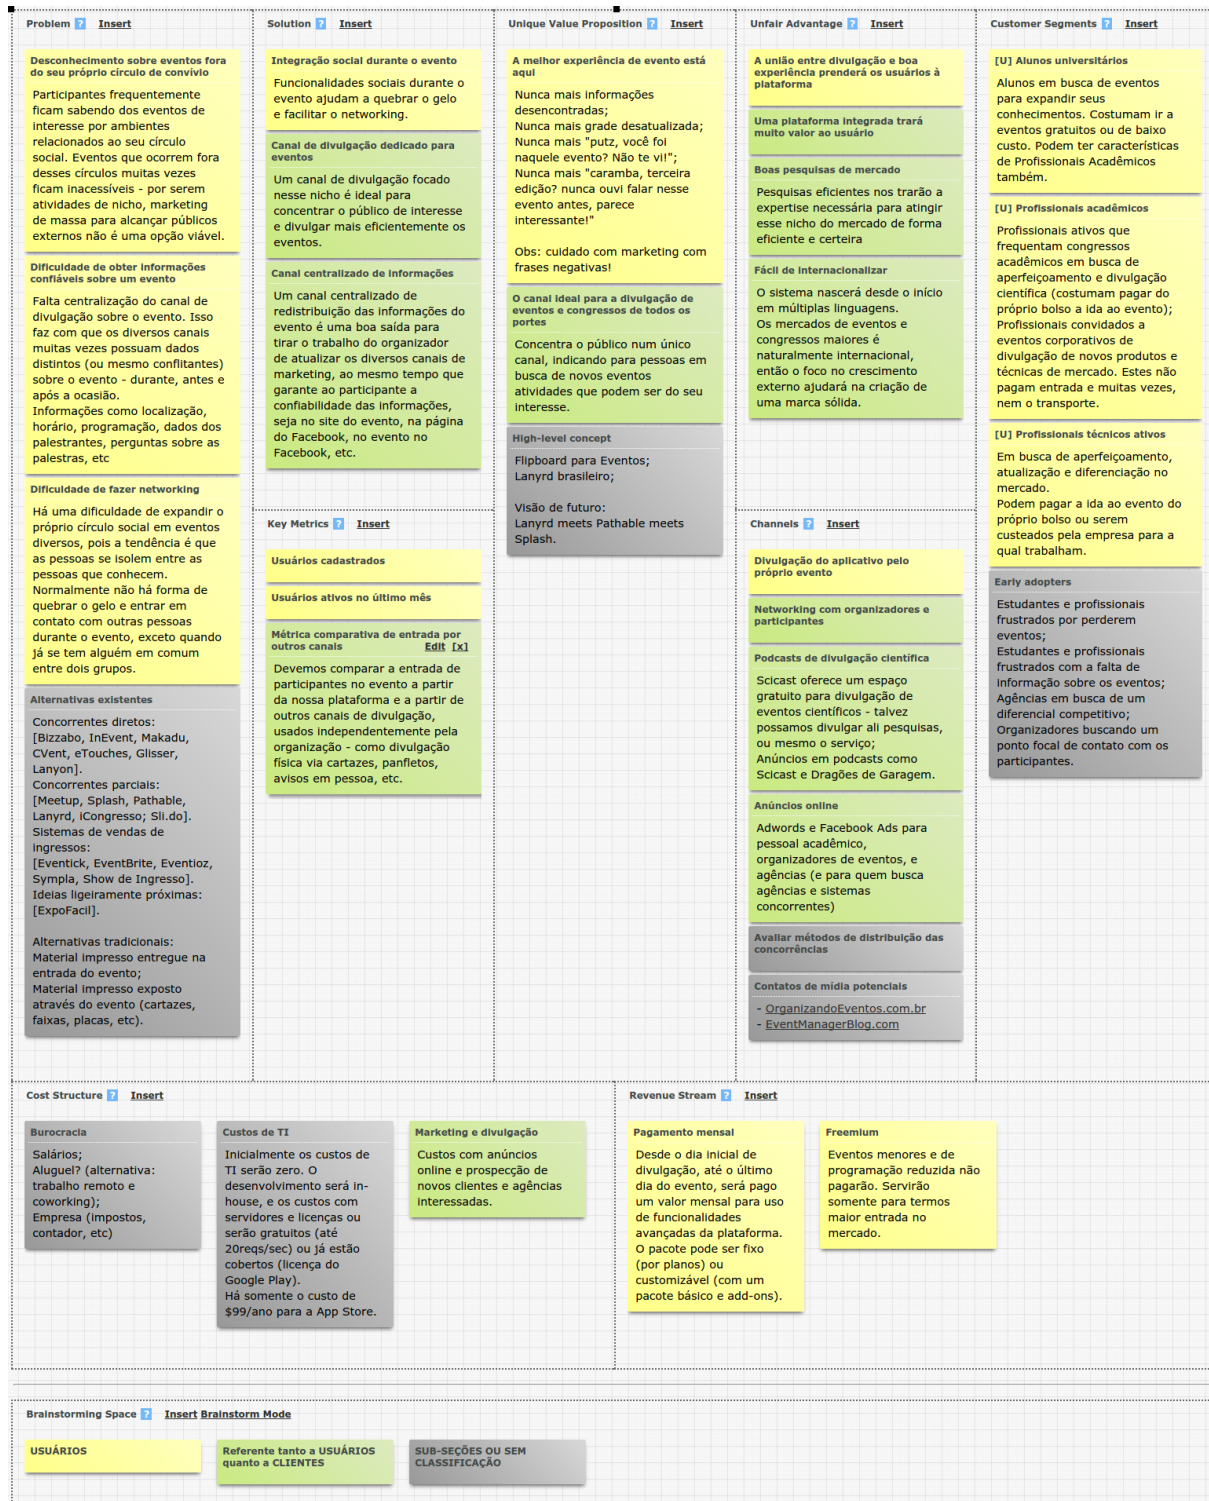 Problem ? Insert
Desconhecimento sobre eventos fora
do seu próprio círculo de convívio
Participantes frequentemente
ficam sabendo dos eventos de
interesse por ambientes
relacionados ao seu círculo
social. Eventos que ocorrem fora
desses círculos muitas vezes
ficam inacessíveis - por serem
atividades de nicho, marketing
de massa para alcançar públicos
externos não é uma opção viável.
Dificuldade de obter informações
confiáveis sobre um evento
Falta centralização do canal de
divulgação sobre o evento. Isso
faz com que os diversos canais
muitas vezes possuam dados
distintos (ou mesmo conflitantes)
sobre o evento - durante, antes e
após a ocasião.
Informações como localização,
horário, programação, dados dos
palestrantes, perguntas sobre as
palestras, etc
Dificuldade de fazer networking
Há uma dificuldade de expandir o
próprio círculo social em eventos
diversos, pois a tendência é que
as pessoas se isolem entre as
pessoas que conhecem.
Normalmente não há forma de
quebrar o gelo e entrar em
contato com outras pessoas
durante o evento, exceto quando
já se tem alguém em comum
entre dois grupos.
Alternativas existentes
Concorrentes diretos:
[Bizzabo, InEvent, Makadu,
CVent, eTouches, Glisser,
Lanyon].
Concorrentes parciais:
[Meetup, Splash, Pathable,
Lanyrd, iCongresso; Sli.do].
Sistemas de vendas de
ingressos:
[Eventick, EventBrite, Eventioz,
Sympla, Show de Ingresso].
Ideias ligeiramente próximas:
[ExpoFacil].
Alternativas tradicionais:
Material impresso entregue na
entrada do evento;
Material impresso exposto
através do evento (cartazes,
faixas, placas, etc).
Solution ? Insert
Integração social durante o evento
Funcionalidades sociais durante o
evento ajudam a quebrar o gelo
e facilitar o networking.
Canal de divulgação dedicado para
eventos
Um canal de divulgação focado
nesse nicho é ideal para
concentrar o público de interesse
e divulgar mais eficientemente os
eventos.
Canal centralizado de informações
Um canal centralizado de
redistribuição das informações do
evento é uma boa saída para
tirar o trabalho do organizador
de atualizar os diversos canais de
marketing, ao mesmo tempo que
garante ao participante a
confiabilidade das informações,
seja no site do evento, na página
do Facebook, no evento no
Facebook, etc.
Key Metrics ? Insert
Usuários cadastrados
Usuários ativos no último mês
Métrica comparativa de entrada por
outros canais Edit [x]
Devemos comparar a entrada de
participantes no evento a partir
da nossa plataforma e a partir de
outros canais de divulgação,
usados independentemente pela
organização - como divulgação
física via cartazes, panfletos,
avisos em pessoa, etc.
Unique Value Proposition ? Insert
A melhor experiência de evento está
aqui
Nunca mais informações
desencontradas;
Nunca mais grade desatualizada;
Nunca mais "putz, você foi
naquele evento? Não te vi!";
Nunca mais "caramba, terceira
edição? nunca ouvi falar nesse
evento antes, parece
interessante!"
Obs: cuidado com marketing com
frases negativas!
O canal ideal para a divulgação de
eventos e congressos de todos os
portes
Concentra o público num único
canal, indicando para pessoas em
busca de novos eventos
atividades que podem ser do seu
interesse.
High-level concept
Flipboard para Eventos;
Lanyrd brasileiro;
Visão de futuro:
Lanyrd meets Pathable meets
Splash.
Unfair Advantage ? Insert
A união entre divulgação e boa
experiência prenderá os usuários à
plataforma
Uma plataforma integrada trará
muito valor ao usuário
Boas pesquisas de mercado
Pesquisas eficientes nos trarão a
expertise necessária para atingir
esse nicho do mercado de forma
eficiente e certeira
Fácil de internacionalizar
O sistema nascerá desde o início
em múltiplas linguagens.
Os mercados de eventos e
congressos maiores é
naturalmente internacional,
então o foco no crescimento
externo ajudará na criação de
uma marca sólida.
Channels ? Insert
Divulgação do aplicativo pelo
próprio evento
Networking com organizadores e
participantes
Podcasts de divulgação científica
Scicast oferece um espaço
gratuito para divulgação de
eventos científicos - talvez
possamos divulgar ali pesquisas,
ou mesmo o serviço;
Anúncios em podcasts como
Scicast e Dragões de Garagem.
Anúncios online
Adwords e Facebook Ads para
pessoal acadêmico,
organizadores de eventos, e
agências (e para quem busca
agências e sistemas
concorrentes)
Avaliar métodos de distribuição das
concorrências
Contatos de mídia potenciais
- OrganizandoEventos.com.br
- EventManagerBlog.com
Customer Segments ? Insert
[U] Alunos universitários
Alunos em busca de eventos
para expandir seus
conhecimentos. Costumam ir a
eventos gratuitos ou de baixo
custo. Podem ter características
de Profissionais Acadêmicos
também.
[U] Profissionais acadêmicos
Profissionais ativos que
frequentam congressos
acadêmicos em busca de
aperfeiçoamento e divulgação
científica (costumam pagar do
próprio bolso a ida ao evento);
Profissionais convidados a
eventos corporativos de
divulgação de novos produtos e
técnicas de mercado. Estes não
pagam entrada e muitas vezes,
nem o transporte.
[U] Profissionais técnicos ativos
Em busca de aperfeiçoamento,
atualização e diferenciação no
mercado.
Podem pagar a ida ao evento do
próprio bolso ou serem
custeados pela empresa para a
qual trabalham.
Early adopters
Estudantes e profissionais
frustrados por perderem
eventos;
Estudantes e profissionais
frustrados com a falta de
informação sobre os eventos;
Agências em busca de um
diferencial competitivo;
Organizadores buscando um
ponto focal de contato com os
participantes.
Cost Structure ? Insert
Burocracia
Salários;
Aluguel? (alternativa:
trabalho remoto e
coworking);
Empresa (impostos,
contador, etc)
Custos de TI
Inicialmente os custos de
TI serão zero. O
desenvolvimento será in-
house, e os custos com
servidores e licenças ou
serão gratuitos (até
20reqs/sec) ou já estão
cobertos (licença do
Google Play).
Há somente o custo de
$99/ano para a App Store.
Marketing e divulgação
Custos com anúncios
online e prospecção de
novos clientes e agências
interessadas.
Revenue Stream ? Insert
Pagamento mensal
Desde o dia inicial de
divulgação, até o último
dia do evento, será pago
um valor mensal para uso
de funcionalidades
avançadas da plataforma.
O pacote pode ser fixo
(por planos) ou
customizável (com um
pacote básico e add-ons).
Freemium
Eventos menores e de
programação reduzida não
pagarão. Servirão
somente para termos
maior entrada no
mercado.
Brainstorming Space ? Insert Brainstorm Mode
USUÁRIOS
Referente tanto a USUÁRIOS
quanto a CLIENTES
SUB-SEÇÕES OU SEM
CLASSIFICAÇÃO